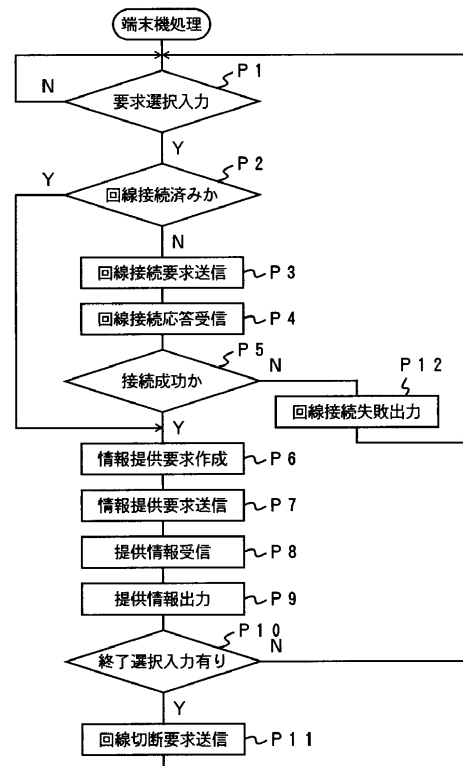 端末機処理
P1
N
要求選択入力
Y
P2
Y
回線接続済みか
N
回線接続要求送信
P3
回線接続応答受信
P4
P5
接続成功か
N
P12
回線接続失敗出力
Y
情報提供要求作成
P6
情報提供要求送信
P7
提供情報受信
P8
提供情報出力
P9
P10
終了選択入力有り
N
Y
回線切断要求送信
P11